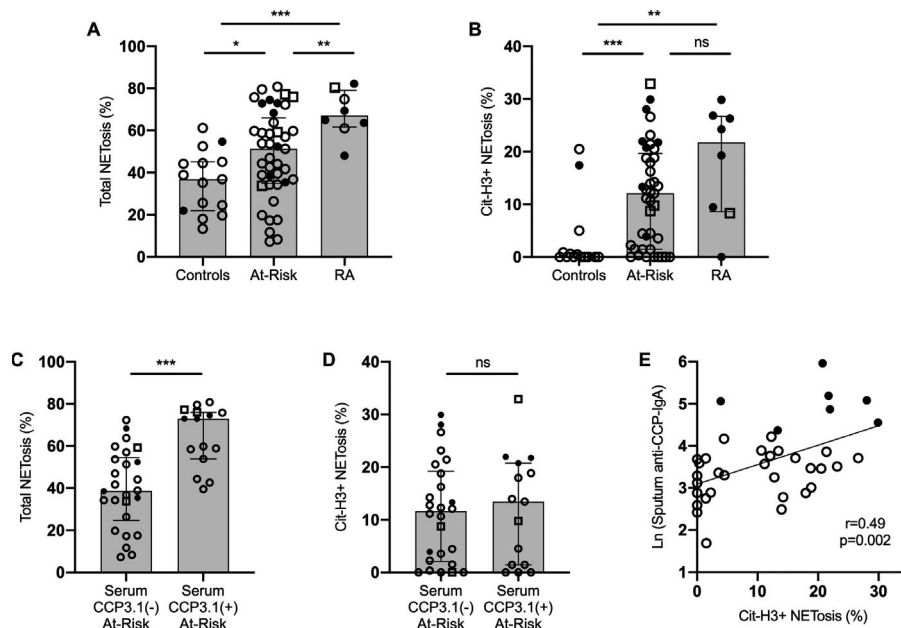 A
***
*
**
Total NETosis (%)
100
80
60
40
20
0
Controls
At-Risk
RA
B
**
***
ns
Cit-H3+ NETosis (%)
40
30
20
10
0
Controls
At-Risk
RA
C
***
Total NETosis (%)
100
80
60
40
20
0
Serum
CCP3.1(-)
At-Risk
Serum
CCP3.1(+)
At-Risk
D
ns
Cit-H3+ NETosis (%)
40
30
20
10
0
Serum
CCP3.1(-)
At-Risk
Serum
CCP3.1(+)
At-Risk
E
Ln (Sputum anti-CCP-IgA)
6
5
4
3
2
1
r=0.49
p=0.002
0
10
20
30
Cit-H3+ NETosis (%)